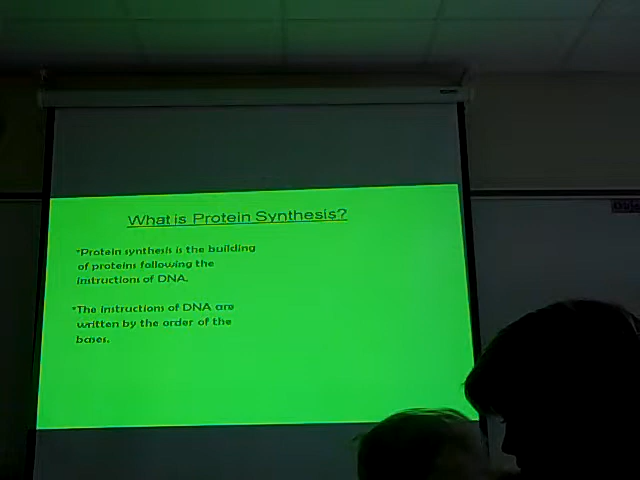 What is Protein Synthesis?
*Protein synthesis is the building
of proteins following the
instructions of DNA.
*The instructions of DNA are
written by the order of the
bases.